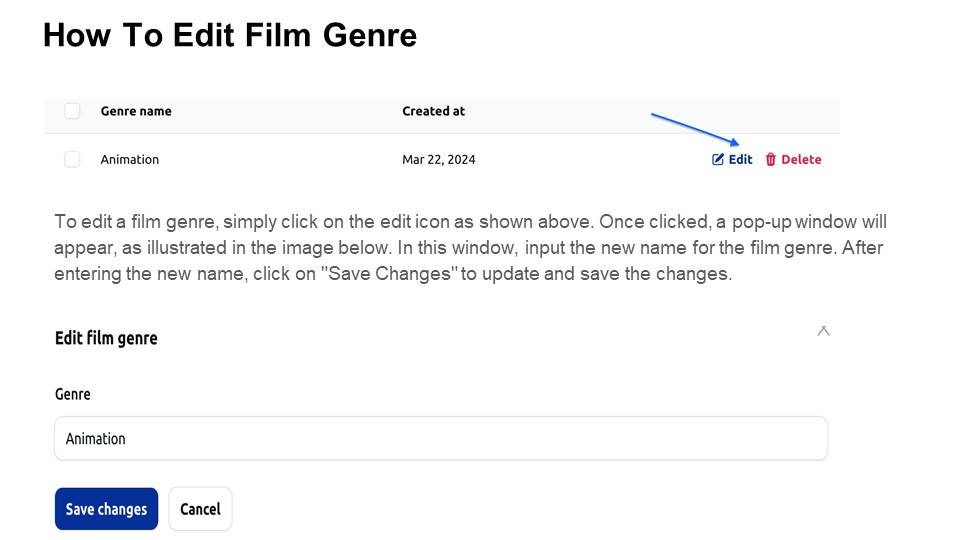 How To Edit Film Genre
Genre name Created at
Animation Mar 22, 2024 Edit Delete
To edit a film genre, simply click on the edit icon as shown above. Once clicked, a pop-up window will
appear, as illustrated in the image below. In this window, input the new name for the film genre. After
entering the new name, click on "Save Changes" to update and save the changes.
Edit film genre
Genre
Animation
Save changes Cancel